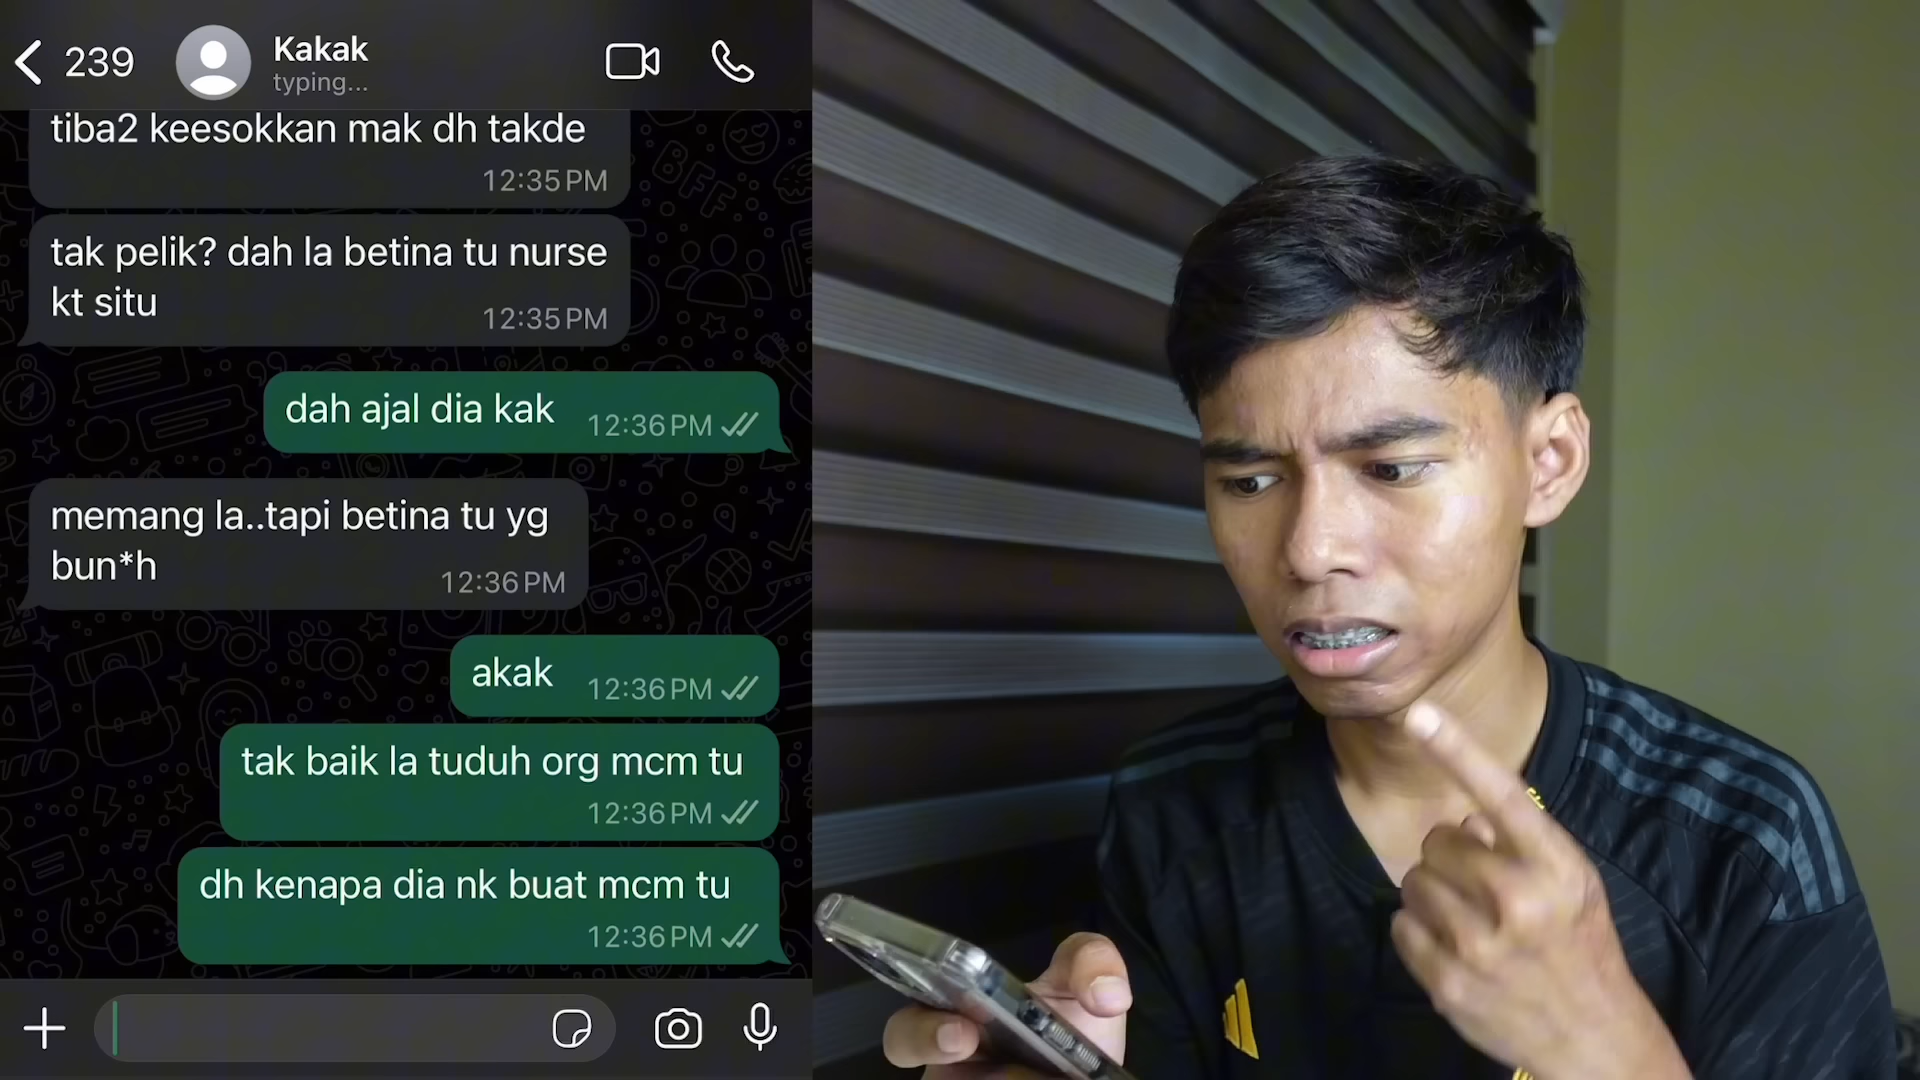 239
Kakak
typing...
tiba2 keesokkan mak dh takde
12:35 PM
tak pelik? dah la betina tu nurse
kt situ
12:35 PM
dah ajal dia kak
12:36 PM
memang la..tapi betina tu yg
bun*h
12:36 PM
akak
12:36 PM
tak baik la tuduh org mcm tu
12:36 PM
dh kenapa dia nk buat mcm tu
12:36 PM